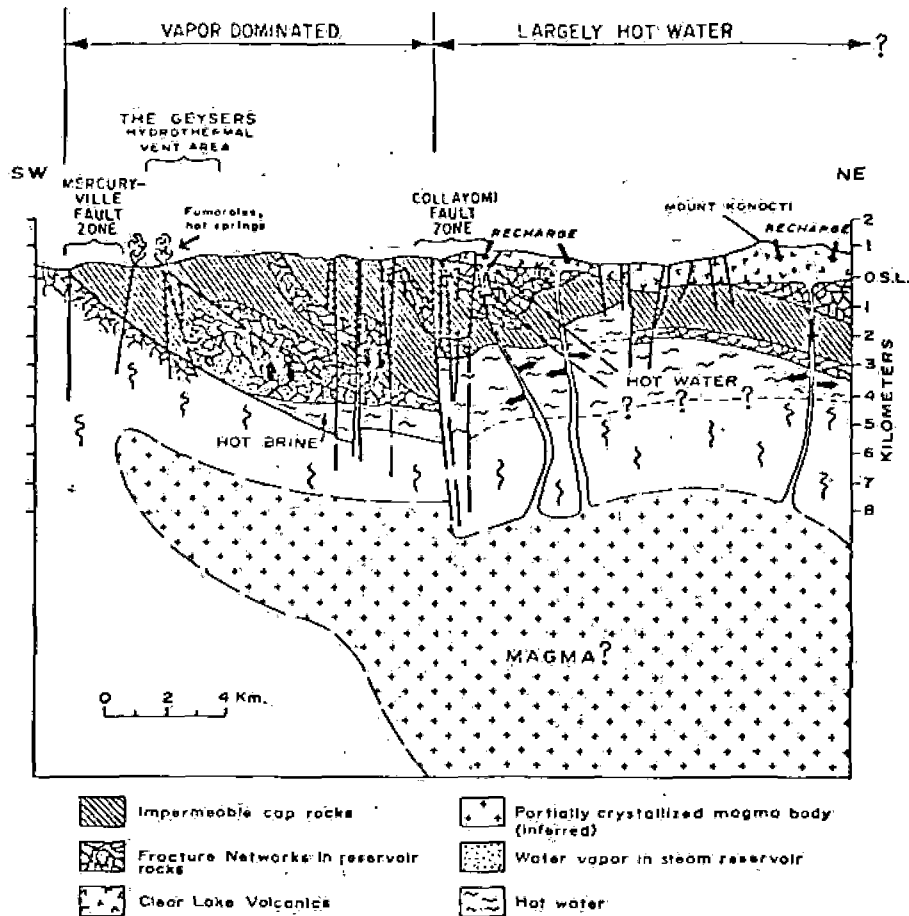 VAPOR DOMINATED
LARGELY HOT WATER
?
THE GEYSERS
HYDROTHERMAL
VENT AREA
SW
NE
MERCURY-
VILLE
FAULT
ZONE
Fumaroles,
hot springs
COLLAYOMI
FAULT
ZONE
RECHARGE
MOUNT KONOCTI
RECHARGE
2
1
0 S.L.
1
2
3
4
5
6
7
8
KILOMETERS
HOT WATER
? ? ? ?
HOT BRINE
MAGMA?
0 2 4 Km.
Impermeable cap rocks
Fracture Networks in reservoir
rocks
Clear Lake Volcanics
Partially crystallized magma body
(inferred)
Water vapor in steam reservoir
Hot water